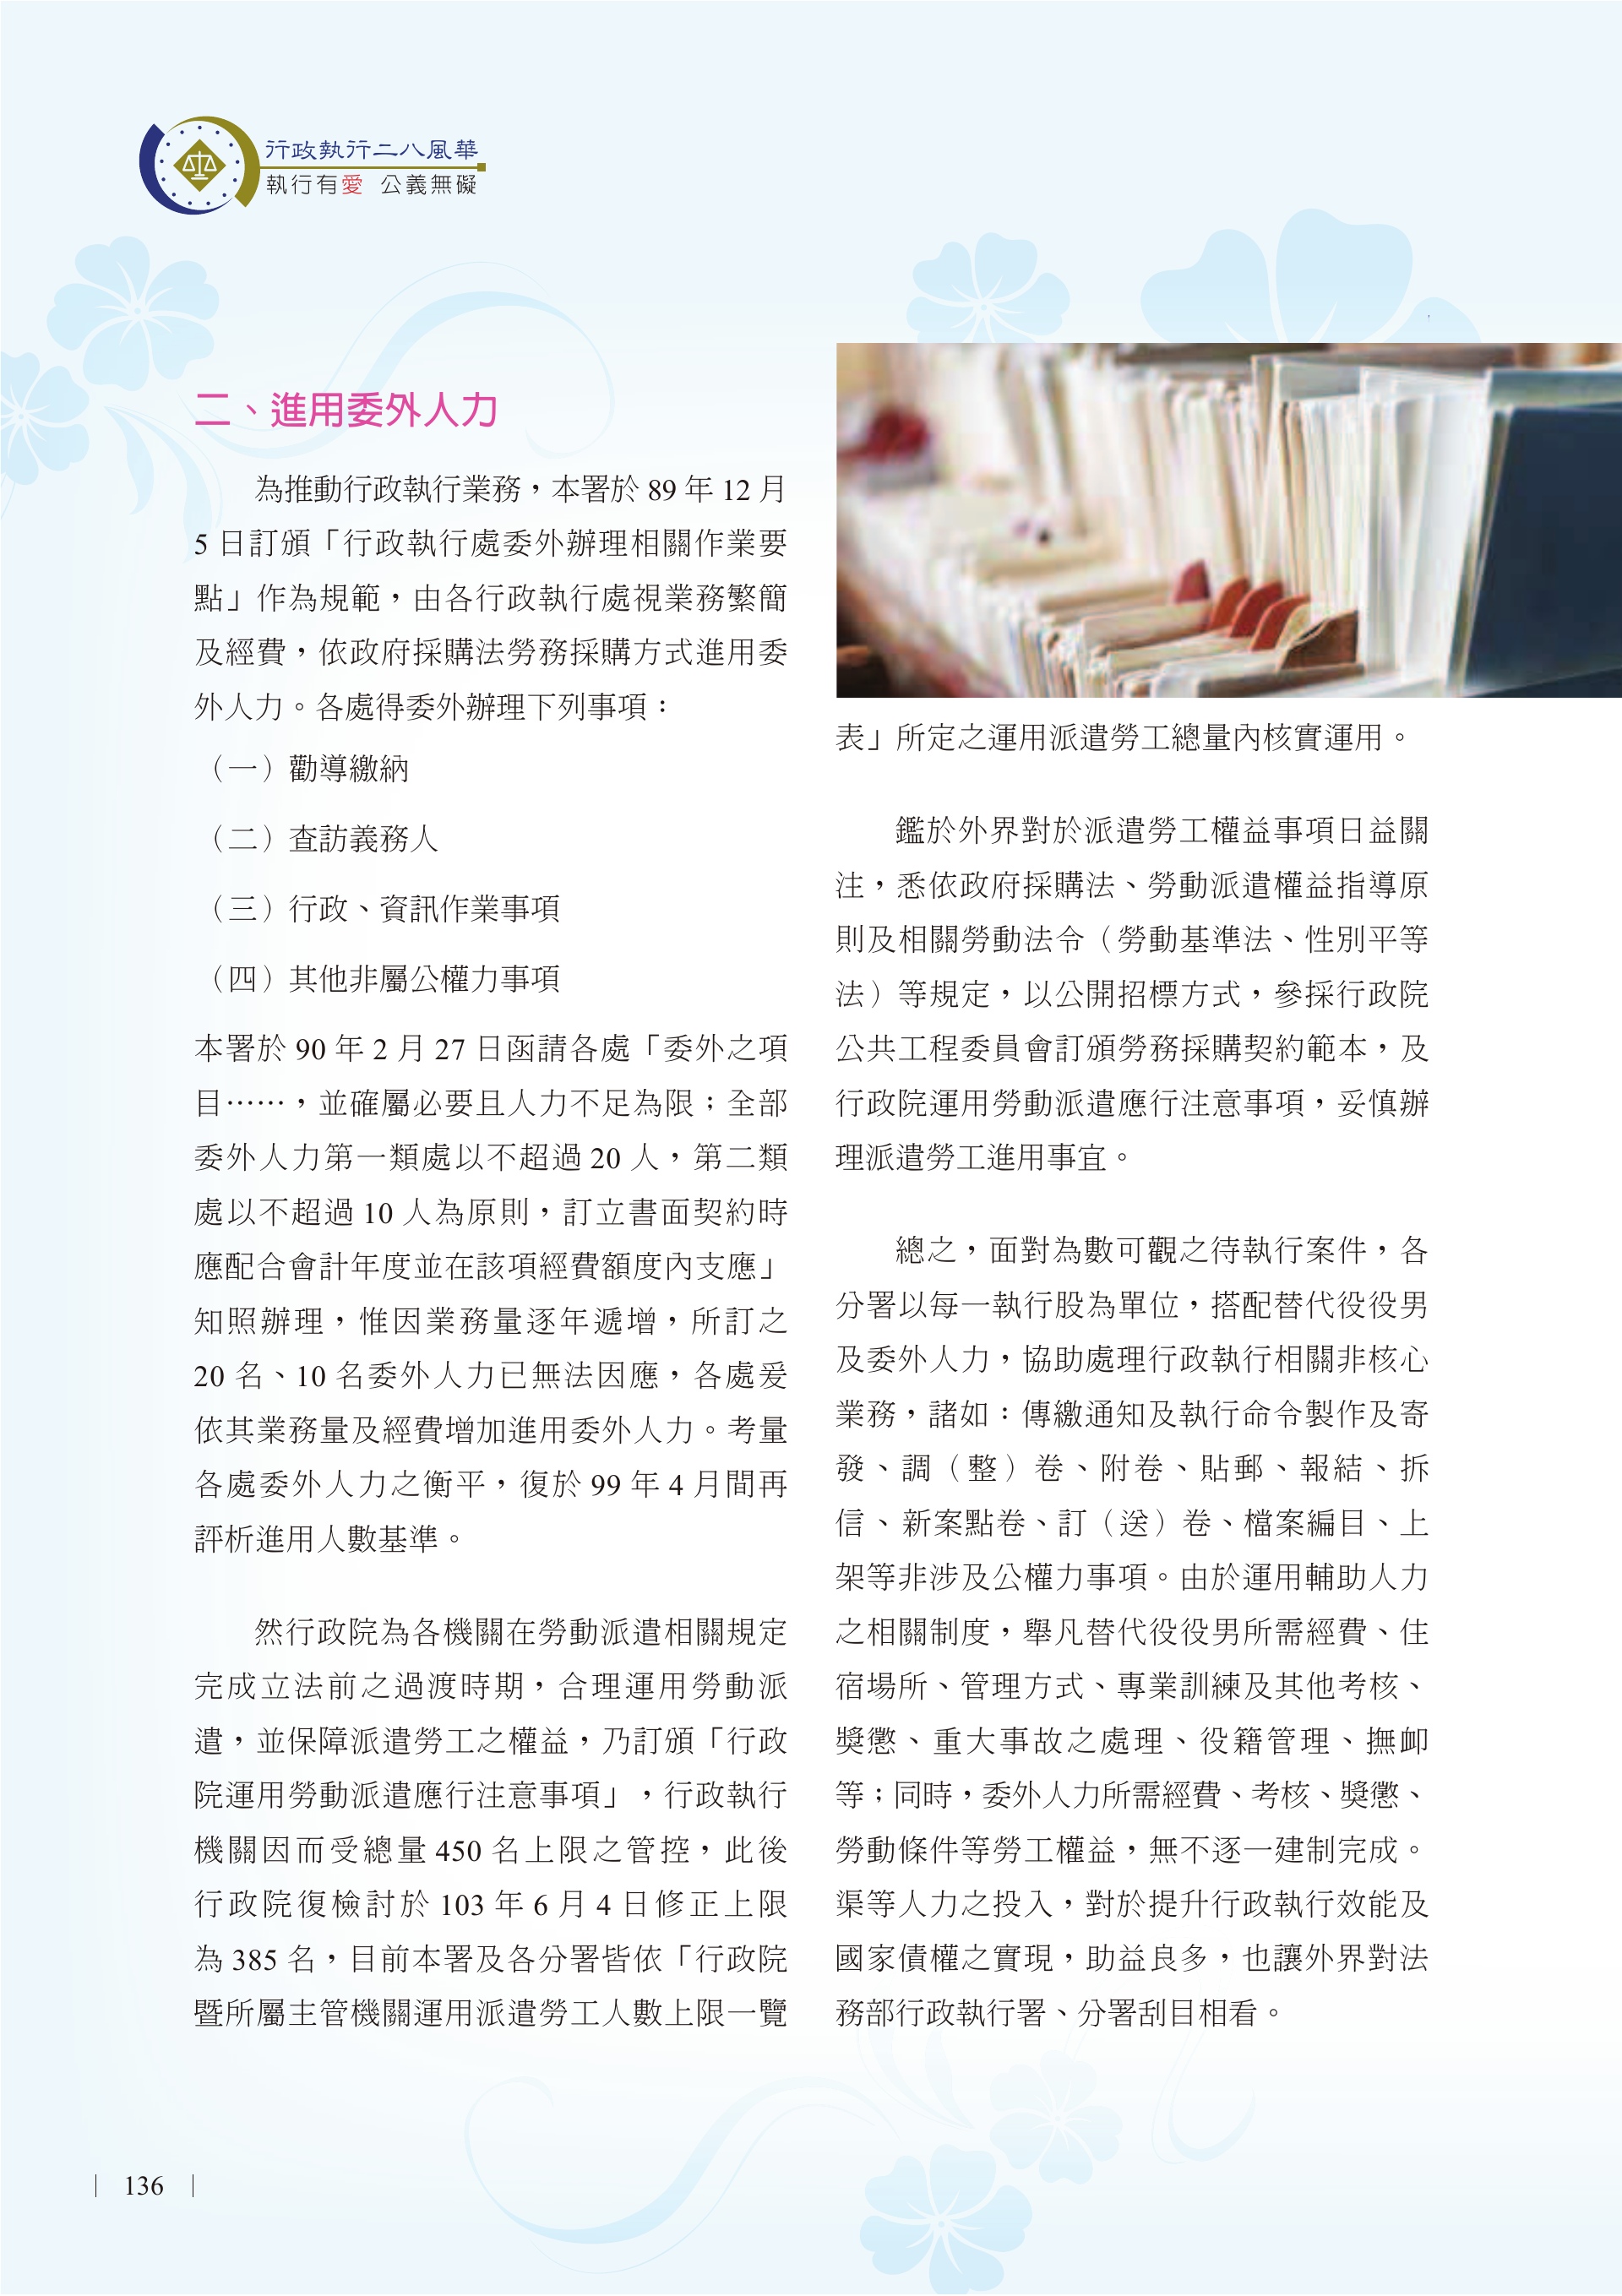 行政執行二八風華
執行有愛 公義無礙
二、進用委外人力
為推動行政執行業務，本署於 89 年 12 月
5 日訂頒「行政執行處委外辦理相關作業要
點」作為規範，由各行政執行處視業務繁簡
及經費，依政府採購法勞務採購方式進用委
外人力。各處得委外辦理下列事項：
（一）勸導繳納
（二）查訪義務人
（三）行政、資訊作業事項
（四）其他非屬公權力事項
本署於 90 年 2 月 27 日函請各處「委外之項
目……，並確屬必要且人力不足為限；全部
委外人力第一類處以不超過 20 人，第二類
處以不超過 10 人為原則，訂立書面契約時
應配合會計年度並在該項經費額度內支應」
知照辦理，惟因業務量逐年遞增，所訂之
20 名、10 名委外人力已無法因應，各處爰
依其業務量及經費增加進用委外人力。考量
各處委外人力之衡平，復於 99 年 4 月間再
評析進用人數基準。
然行政院為各機關在勞動派遣相關規定
完成立法前之過渡時期，合理運用勞動派
遣，並保障派遣勞工之權益，乃訂頒「行政
院運用勞動派遣應行注意事項」，行政執行
機關因而受總量 450 名上限之管控，此後
行政院復檢討於 103 年 6 月 4 日修正上限
為 385 名，目前本署及各分署皆依「行政院
暨所屬主管機關運用派遣勞工人數上限一覽
表」所定之運用派遣勞工總量內核實運用。
鑑於外界對於派遣勞工權益事項日益關
注，悉依政府採購法、勞動派遣權益指導原
則及相關勞動法令（勞動基準法、性別平等
法）等規定，以公開招標方式，參採行政院
公共工程委員會訂頒勞務採購契約範本，及
行政院運用勞動派遣應行注意事項，妥慎辦
理派遣勞工進用事宜。
總之，面對為數可觀之待執行案件，各
分署以每一執行股為單位，搭配替代役役男
及委外人力，協助處理行政執行相關非核心
業務，諸如：傳繳通知及執行命令製作及寄
發、調（整）卷、附卷、貼郵、報結、拆
信、新案點卷、訂（送）卷、檔案編目、上
架等非涉及公權力事項。由於運用輔助人力
之相關制度，舉凡替代役役男所需經費、住
宿場所、管理方式、專業訓練及其他考核、
獎懲、重大事故之處理、役籍管理、撫卹
等；同時，委外人力所需經費、考核、獎懲、
勞動條件等勞工權益，無不逐一建制完成。
渠等人力之投入，對於提升行政執行效能及
國家債權之實現，助益良多，也讓外界對法
務部行政執行署、分署刮目相看。
136